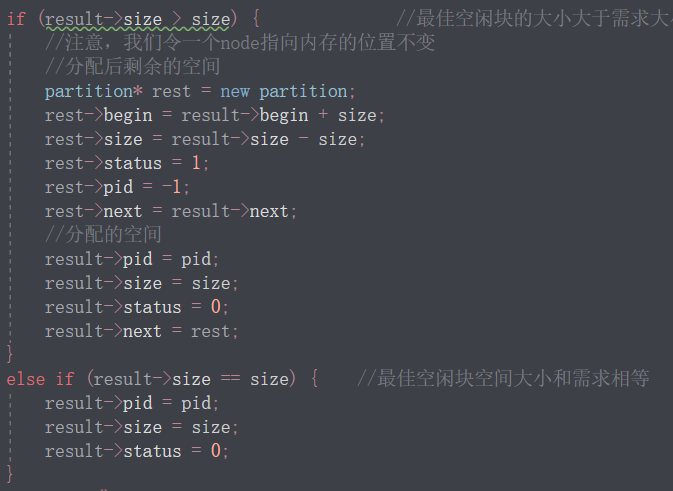 if (result->size > size) {    //最佳空闲块的大小大于需求大
//注意，我们令一个node指向内存的位置不变
//分配后剩余的空间
partition* rest = new partition;
rest->begin = result->begin + size;
rest->size = result->size - size;
rest->status = 1;
rest->pid = -1;
rest->next = result->next;
//分配的空间
result->pid = pid;
result->size = size;
result->status = 0;
result->next = rest;
}
else if (result->size == size) {    //最佳空闲块空间大小和需求相等
result->pid = pid;
result->size = size;
result->status = 0;
}